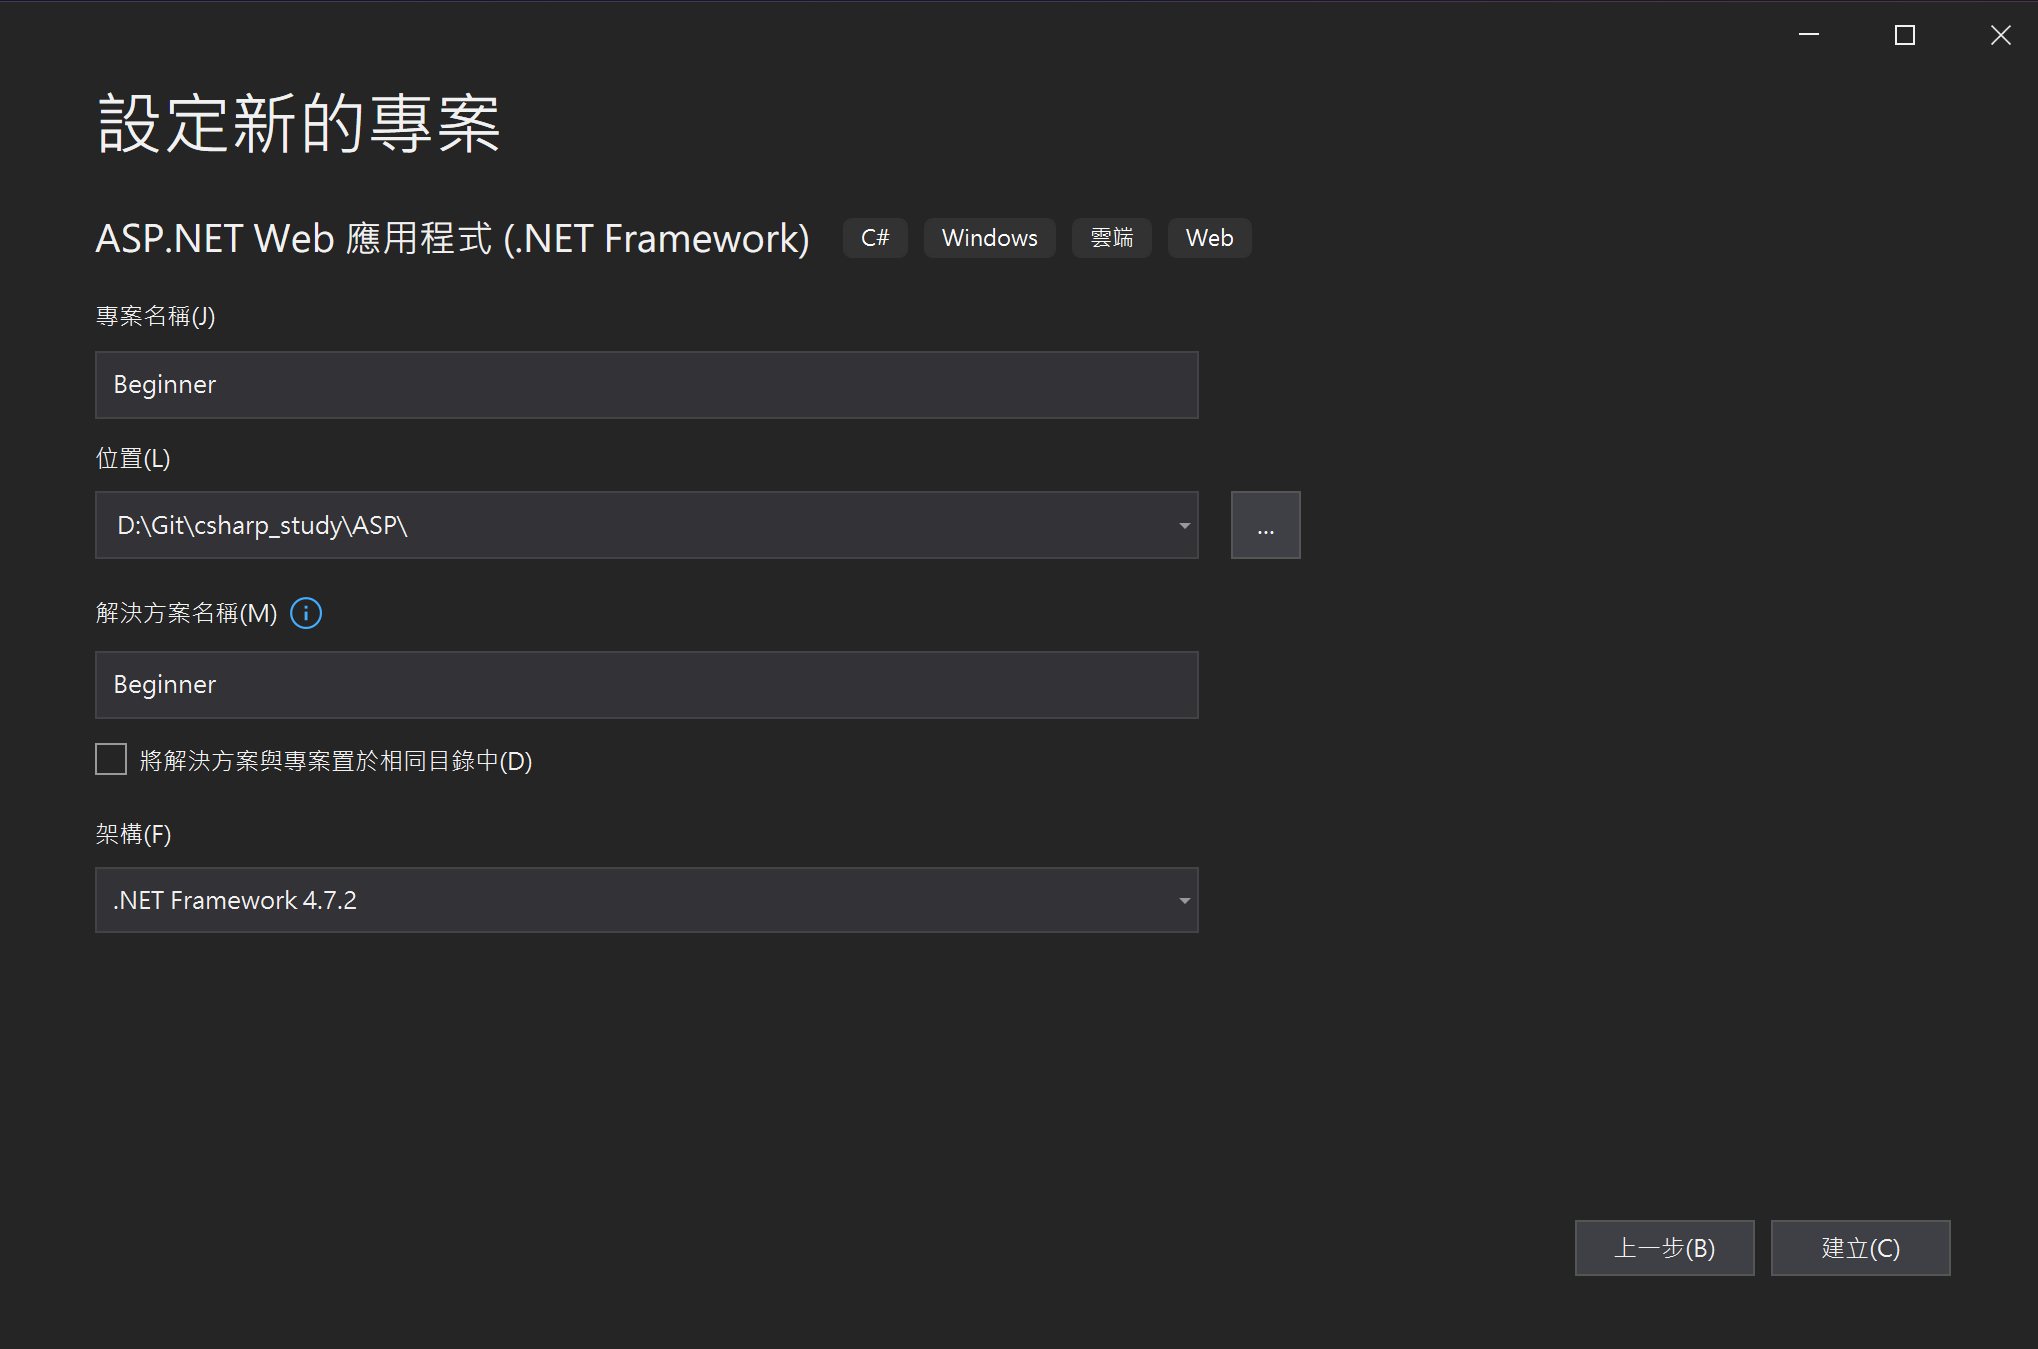 設定新的專案
ASP.NET Web 應用程式 (.NET Framework) C# Windows 雲端 Web
專案名稱(J)
Beginner
位置(L)
D:\Git\csharp_study\ASP\
...
解決方案名稱(M)
Beginner
將解決方案與專案置於相同目錄中(D)
架構(F)
.NET Framework 4.7.2
上一步(B) 建立(C)